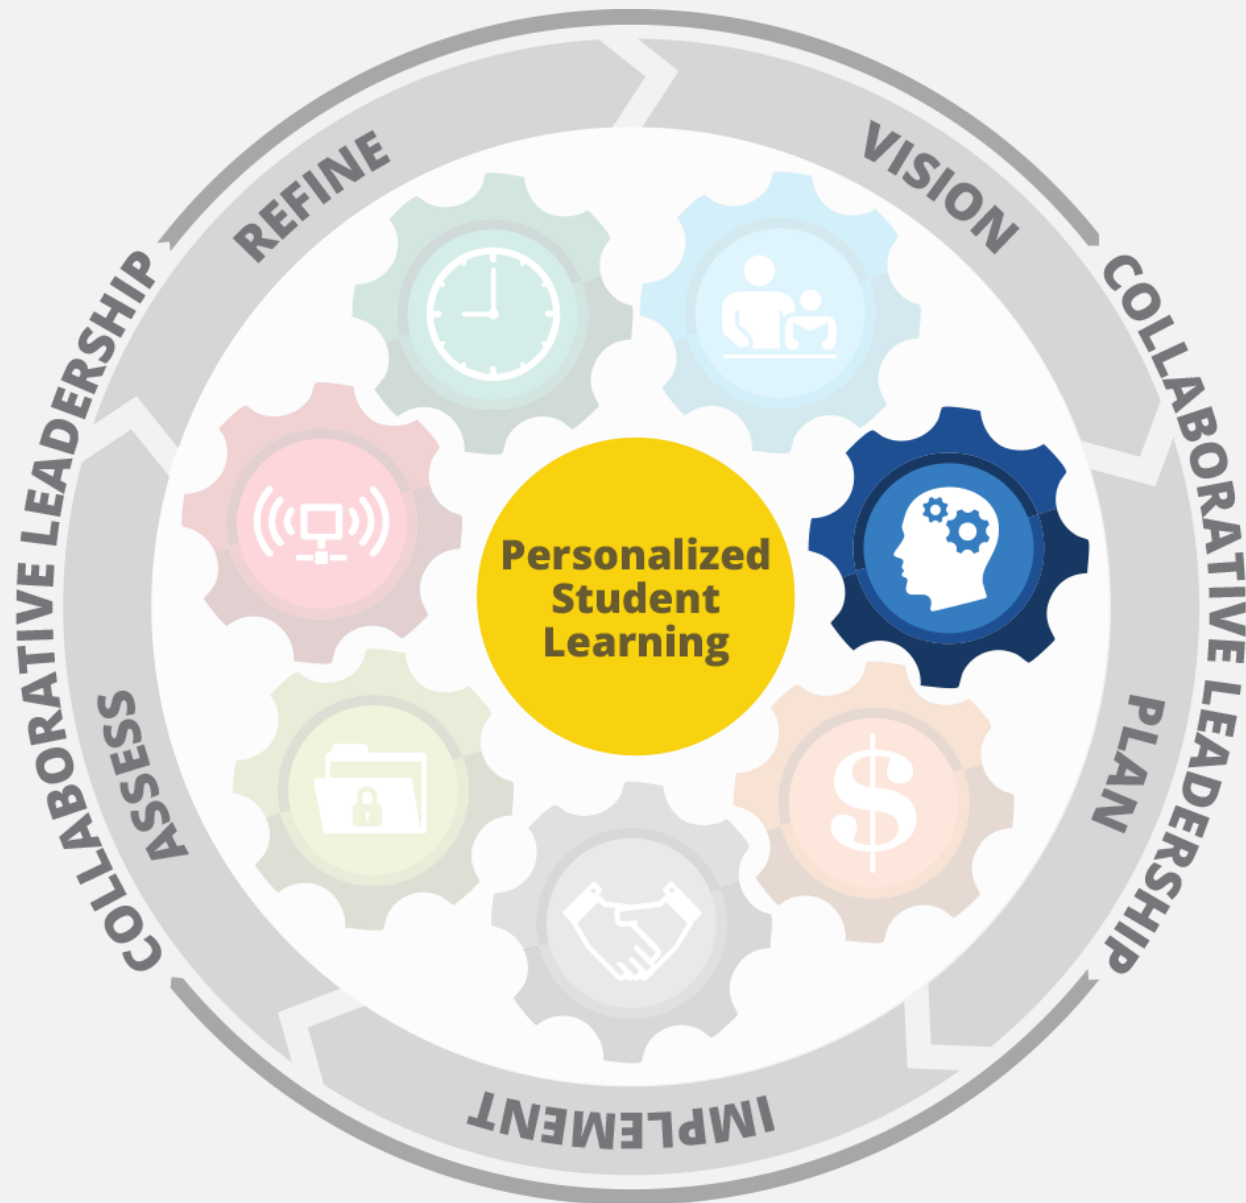 REFINE
VISION
COLLABORATIVE LEADERSHIP
COLLABORATIVE LEADERSHIP
Personalized
Student
Learning
ASSESS
PLAN
IMPLEMENT
$